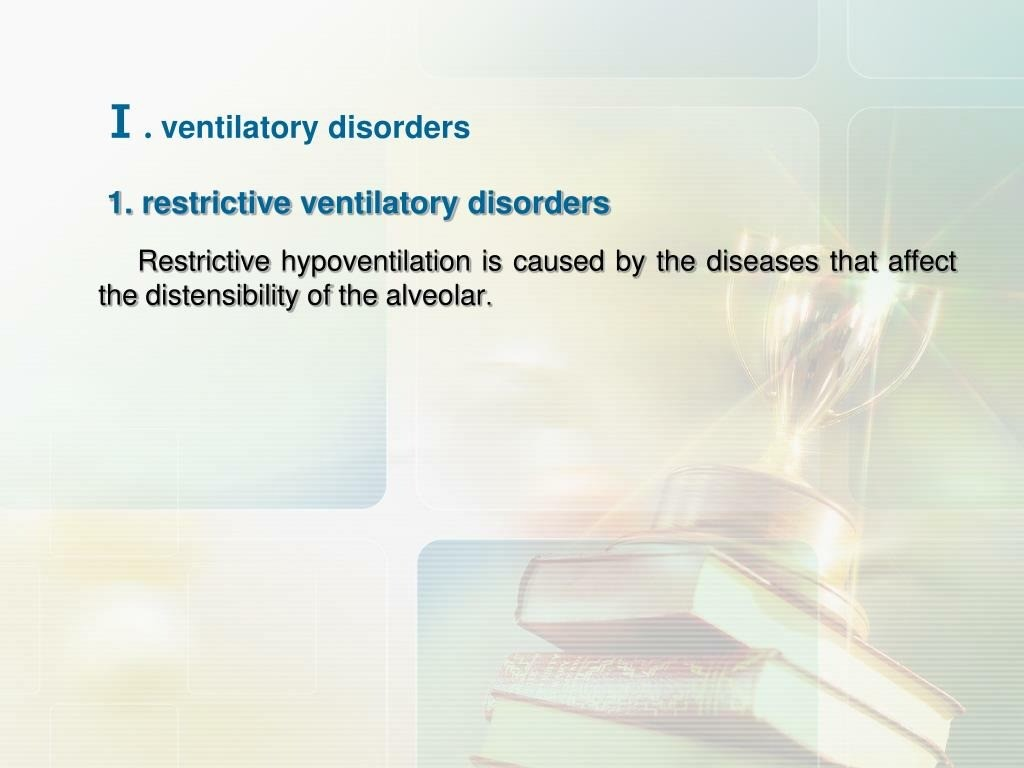 I . ventilatory disorders
1. restrictive ventilatory disorders
Restrictive hypoventilation is caused by the diseases that affect
the distensibility of the alveolar.